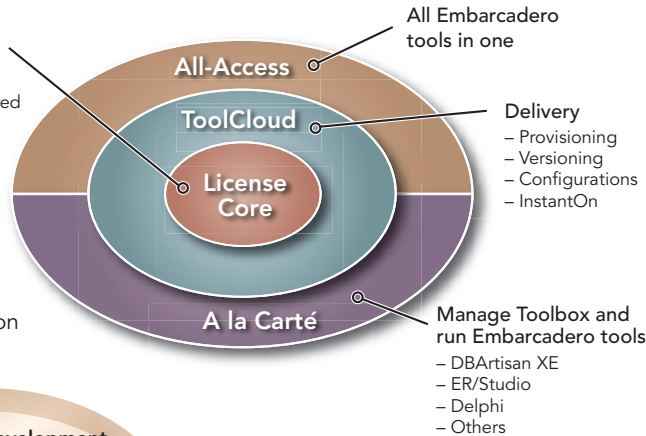 All Embarcadero
tools in one
All-Access
ToolCloud
License
Core
A la Carté
Delivery
– Provisioning
– Versioning
– Configurations
– InstantOn
Manage Toolbox and
run Embarcadero tools
– DBArtisan XE
– ER/Studio
– Delphi
– Others